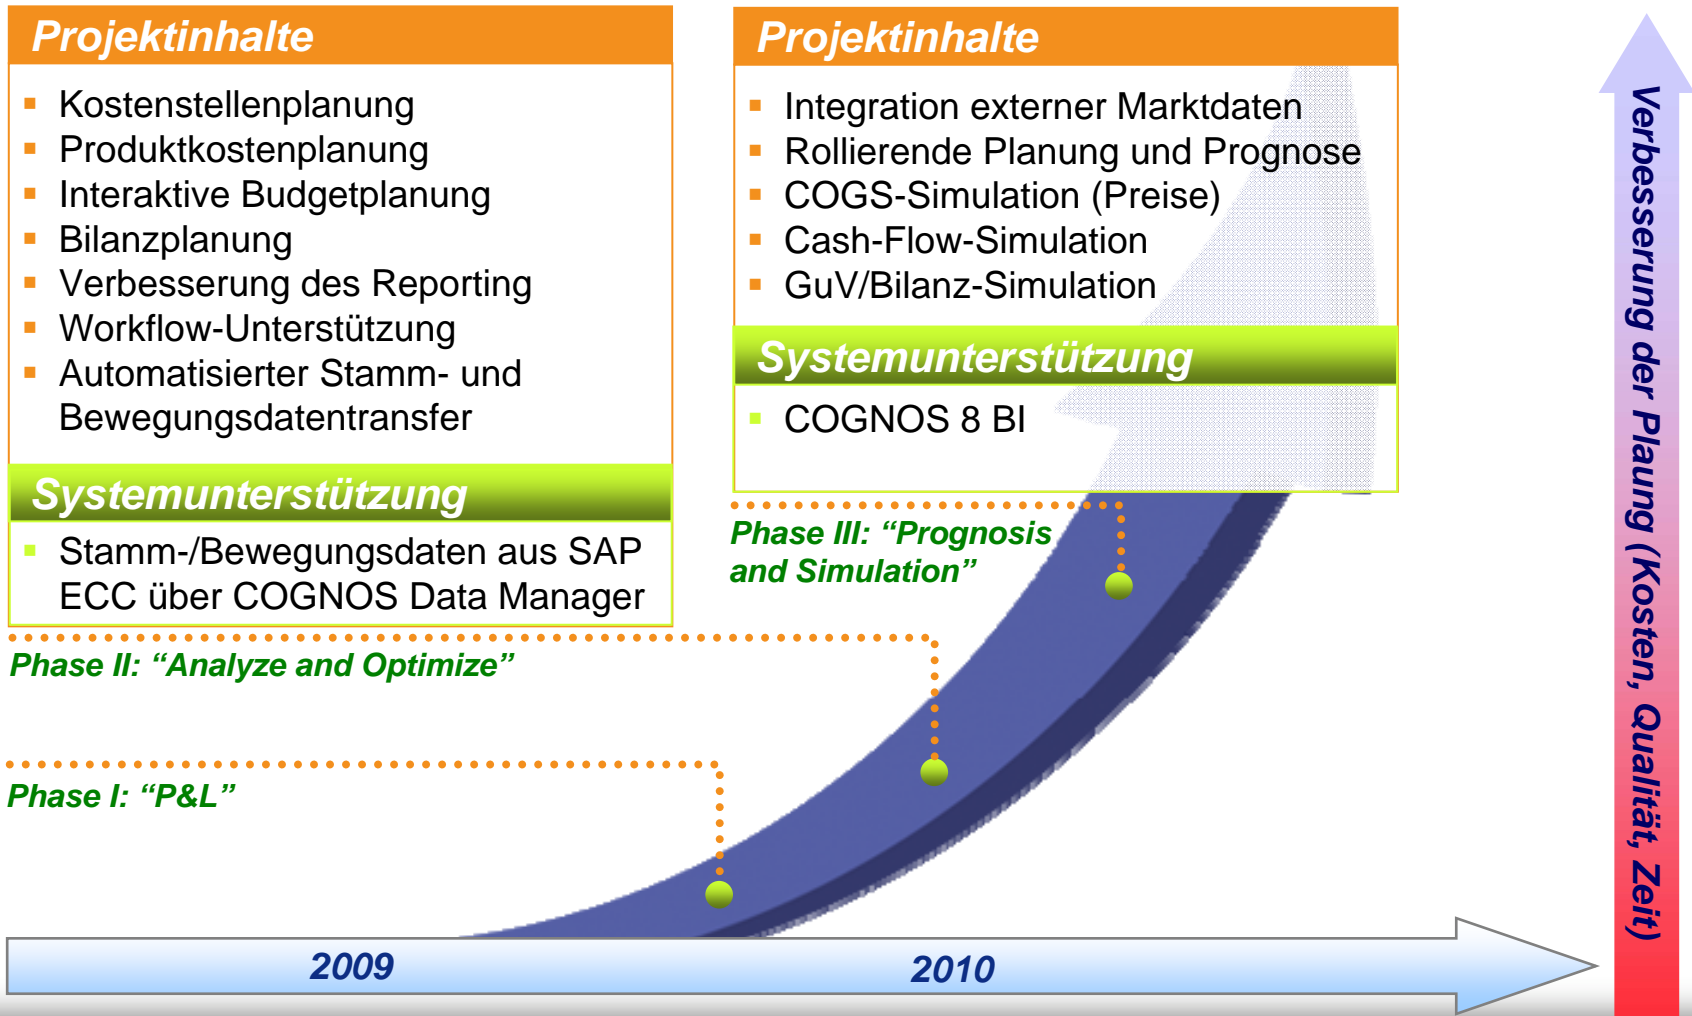 Projektinhalte
Kostenstellenplanung
Produktkostenplanung
Interaktive Budgetplanung
Bilanzplanung
Verbesserung des Reporting
Workflow-Unterstützung
Automatisierter Stamm- und
Bewegungsdatentransfer
Systemunterstützung
Stamm-/Bewegungsdaten aus SAP
ECC über COGNOS Data Manager
Phase II: “Analyze and Optimize”
Phase I: “P&L”
Projektinhalte
Integration externer Marktdaten
Rollierende Planung und Prognose
COGS-Simulation (Preise)
Cash-Flow-Simulation
GuV/Bilanz-Simulation
Systemunterstützung
COGNOS 8 BI
Phase III: “Prognosis
and Simulation”
2009
2010
Verbesserung der Plaung (Kosten, Qualität, Zeit)